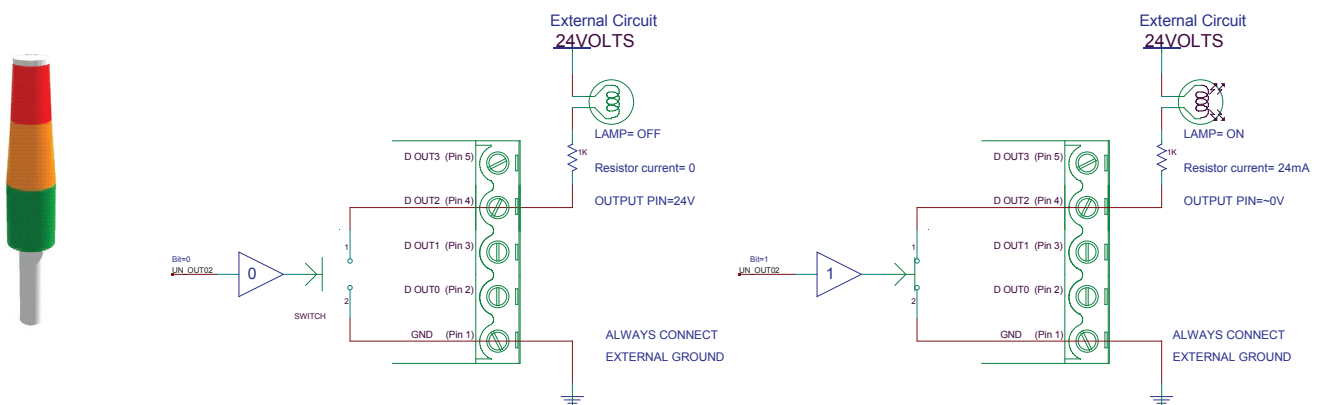 External Circuit
24VOLTS
LAMP= OFF
1K
D OUT3 (Pin 5)
Resistor current= 0
D OUT2 (Pin 4)
OUTPUT PIN=24V
1
D OUT1 (Pin 3)
Bit=0
UN_OUT02
0
D OUT0 (Pin 2)
2
SWITCH
GND (Pin 1)
ALWAYS CONNECT
EXTERNAL GROUND
External Circuit
24VOLTS
LAMP= ON
1K
D OUT3 (Pin 5)
Resistor current= 24mA
D OUT2 (Pin 4)
OUTPUT PIN=~0V
1
D OUT1 (Pin 3)
Bit=1
UN_OUT02
1
D OUT0 (Pin 2)
2
GND (Pin 1)
ALWAYS CONNECT
EXTERNAL GROUND